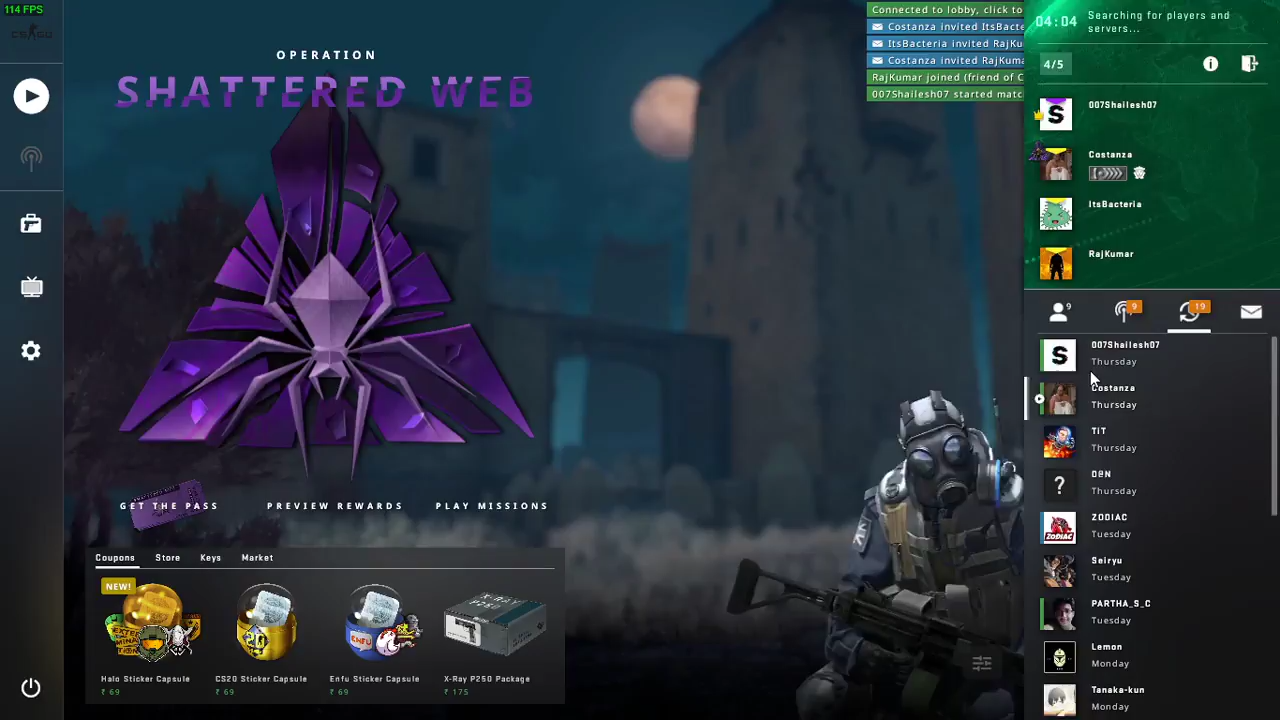 114 FPS
CS:GO
OPERATION
SHATTERED WEB
GET THE PASS
PREVIEW REWARDS
PLAY MISSIONS
Coupons
Store
Keys
Market
NEW!
Halo Sticker Capsule
₹ 69
CS20 Sticker Capsule
₹ 69
Enfu Sticker Capsule
₹ 69
X-Ray P250 Package
₹ 175
Connected to lobby, click to
Costanza invited ItsBacte
ItsBacteria invited RajKu
Costanza invited RajKuma
RajKumar joined (friend of C
007Shailesh07 started matc
04:04
Searching for players and
servers...
4/5
007Shailesh07
Costanza
ItsBacteria
RajKumar
9
9
19
007Shailesh07
Thursday
Costanza
Thursday
TiT
Thursday
Thursday
ZODIAC
Tuesday
Seiryu
Tuesday
PARTHA_S_C
Tuesday
Lemon
Monday
Tanaka-kun
Monday